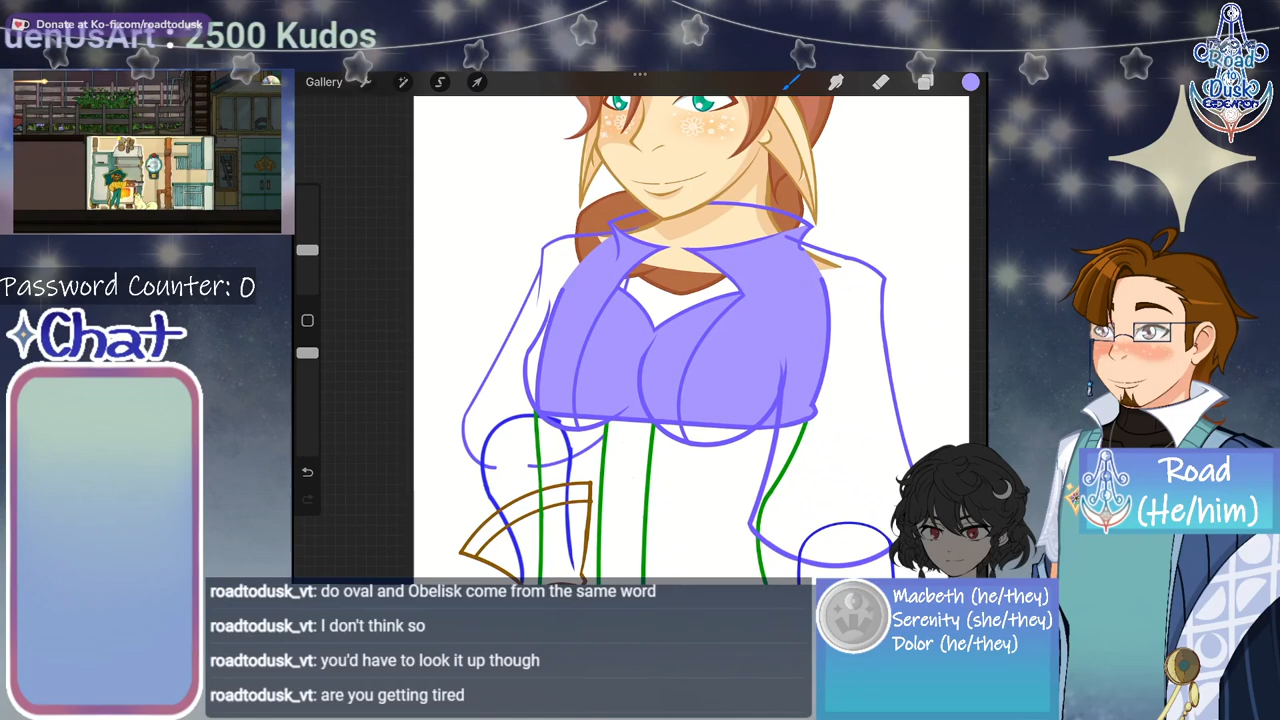 Donate at Ko-fi.com/roadtodusk
uenUsArt : 2500 Kudos
Gallery
Road
to
Dusk
Password Counter: 0
Chat
Road
(He/him)
roadtodusk_vt: do oval and Obelisk come from the same word
roadtodusk_vt: I don't think so
roadtodusk_vt: you'd have to look it up though
roadtodusk_vt: are you getting tired
Macbeth (he/they)
Serenity (she/they)
Dolor (he/they)